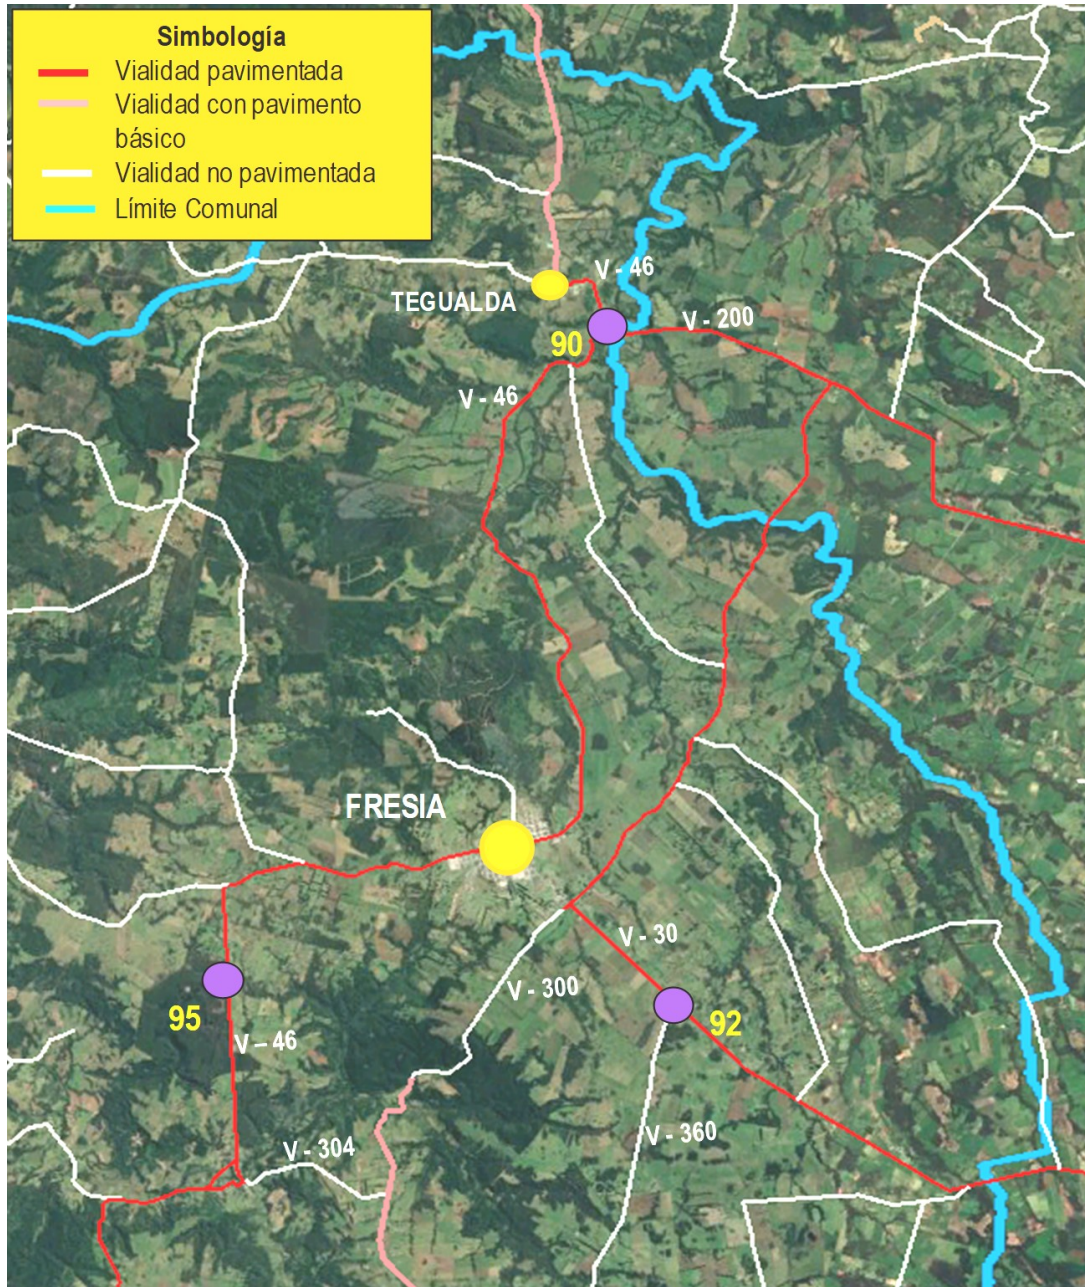 Simbología
Vialidad pavimentada
Vialidad con pavimento
básico
Vialidad no pavimentada
Límite Comunal
V - 46
TEGUALDA
V - 200
90
V - 46
FRESIA
V - 30
V - 300
95
92
V - 46
V - 360
V - 304